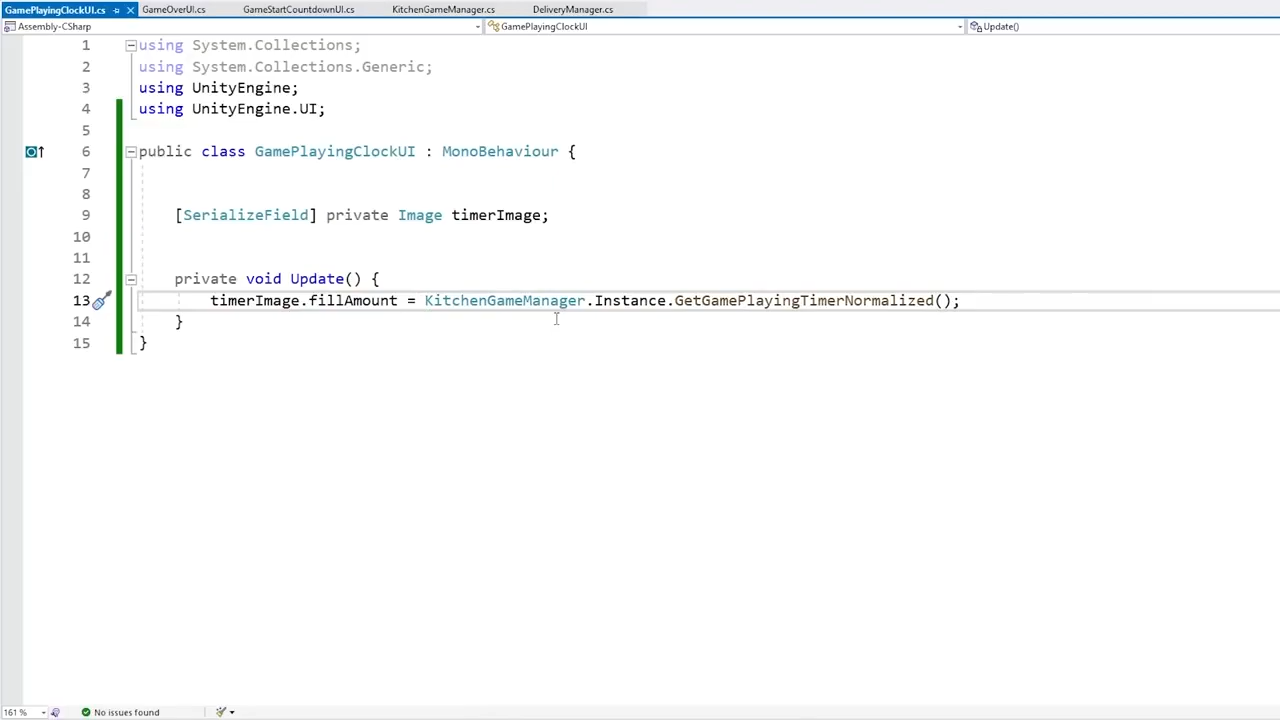 GamePlayingClockUI.cs GameOverUI.cs GameStartCountdownUI.cs KitchenGameManager.cs DeliveryManager.cs
Assembly-CSharp GamePlayingClockUI Update()
1 using System.Collections;
2 using System.Collections.Generic;
3 using UnityEngine;
4 using UnityEngine.UI;
5
6 public class GamePlayingClockUI : MonoBehaviour {
7
8
9 [SerializeField] private Image timerImage;
10
11
12 private void Update() {
13 timerImage.fillAmount = KitchenGameManager.Instance.GetGamePlayingTimerNormalized();
14 }
15 }
161 % No issues found